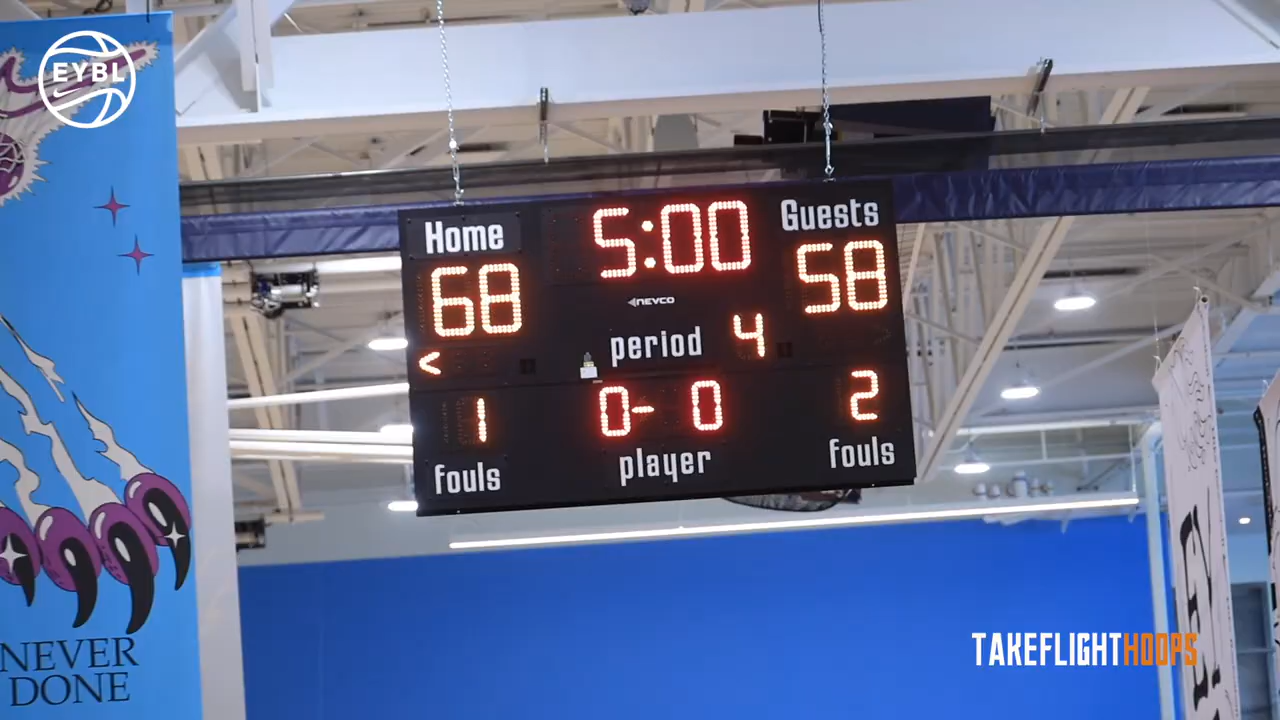 EYBL
Home
5:00
Guests
68
58
NEVCO
period 4
<
1
0- 0
2
fouls
player
fouls
NEVER
DONE
TAKEFLIGHTHOOPS